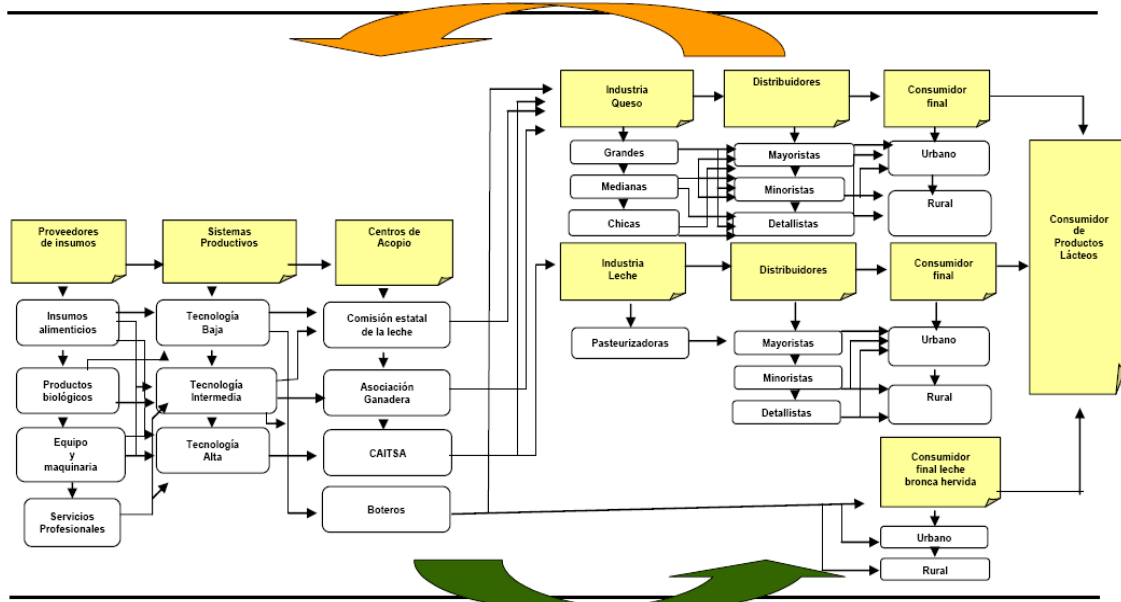 Proveedores
de insumos
Insumos
alimenticios
Productos
biológicos
Equipo
y
maquinaria
Servicios
Profesionales
Sistemas
Productivos
Tecnología
Baja
Tecnología
Intermedia
Tecnología
Alta
Centros de
Acopio
Comisión estatal
de la leche
Asociación
Ganadera
CAITSA
Boteros
Industria
Queso
Grandes
Medianas
Chicas
Distribuidores
Mayoristas
Minoristas
Detallistas
Consumidor
final
Urbano
Rural
Industria
Leche
Pasteurizadoras
Distribuidores
Mayoristas
Minoristas
Detallistas
Consumidor
final
Urbano
Rural
Consumidor
final leche
bronca hervida
Urbano
Rural
Consumidor
de
Productos
Lácteos